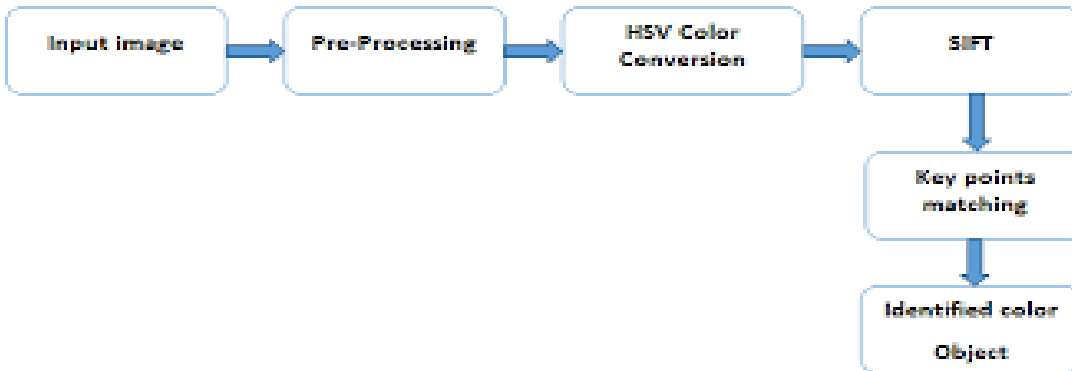 Input image
Pre-Processing
HSV Color
Conversion
SIFT
Key points
matching
Identified color
Object